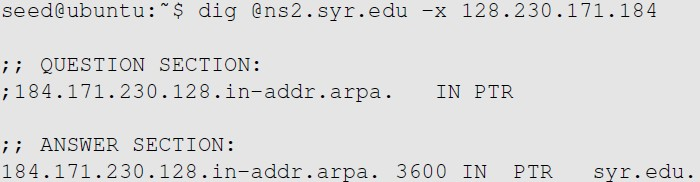 seed@ubuntu:~$ dig @ns2.syr.edu -x 128.230.171.184
;; QUESTION SECTION:
;184.171.230.128.in-addr.arpa. IN PTR
;; ANSWER SECTION:
184.171.230.128.in-addr.arpa. 3600 IN PTR syr.edu.